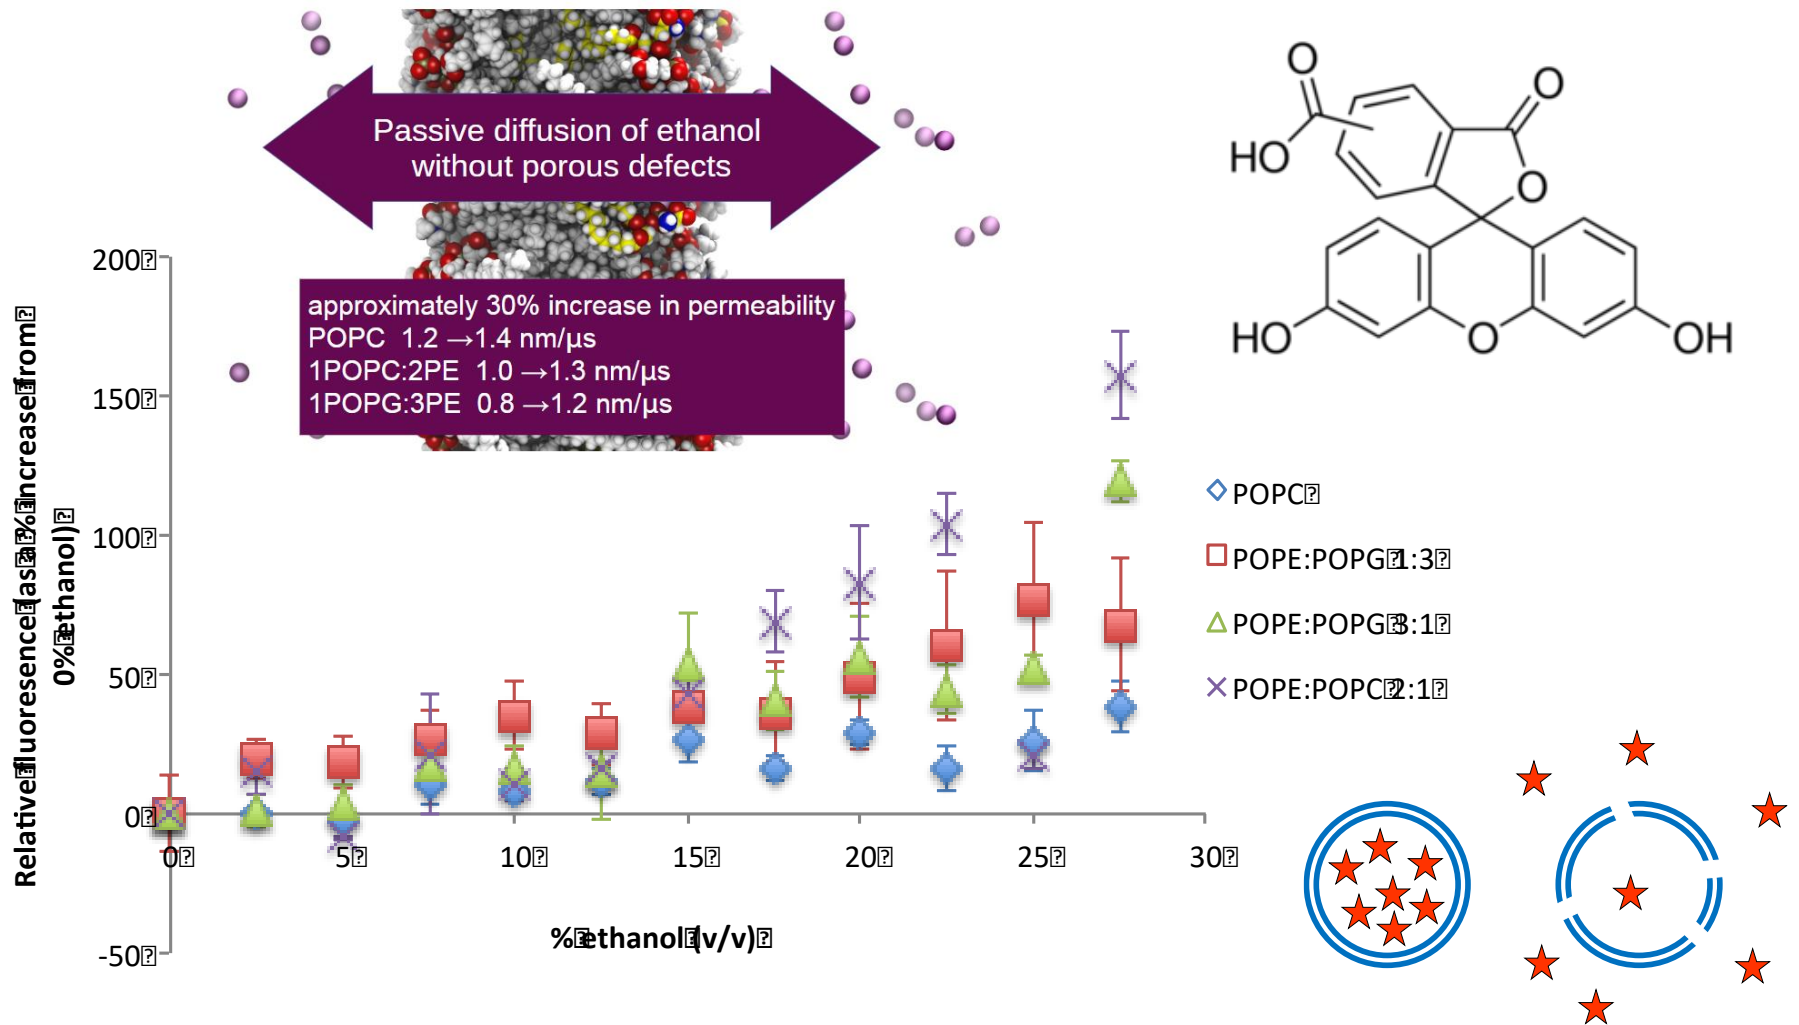 Passive diffusion of ethanol
without porous defects
approximately 30% increase in permeability
POPC 1.2 →1.4 nm/µs
1POPC:2PE 1.0 →1.3 nm/µs
1POPG:3PE 0.8 →1.2 nm/µs
O
HO
O
O
HO
O
OH
200
150
100
50
0
-50
Relative fluoresence (as a % increase from
0% ethanol)
0
5
10
15
20
25
30
% ethanol (v/v)
POPC
POPE:POPG 1:3
POPE:POPG 3:1
POPE:POPC 2:1